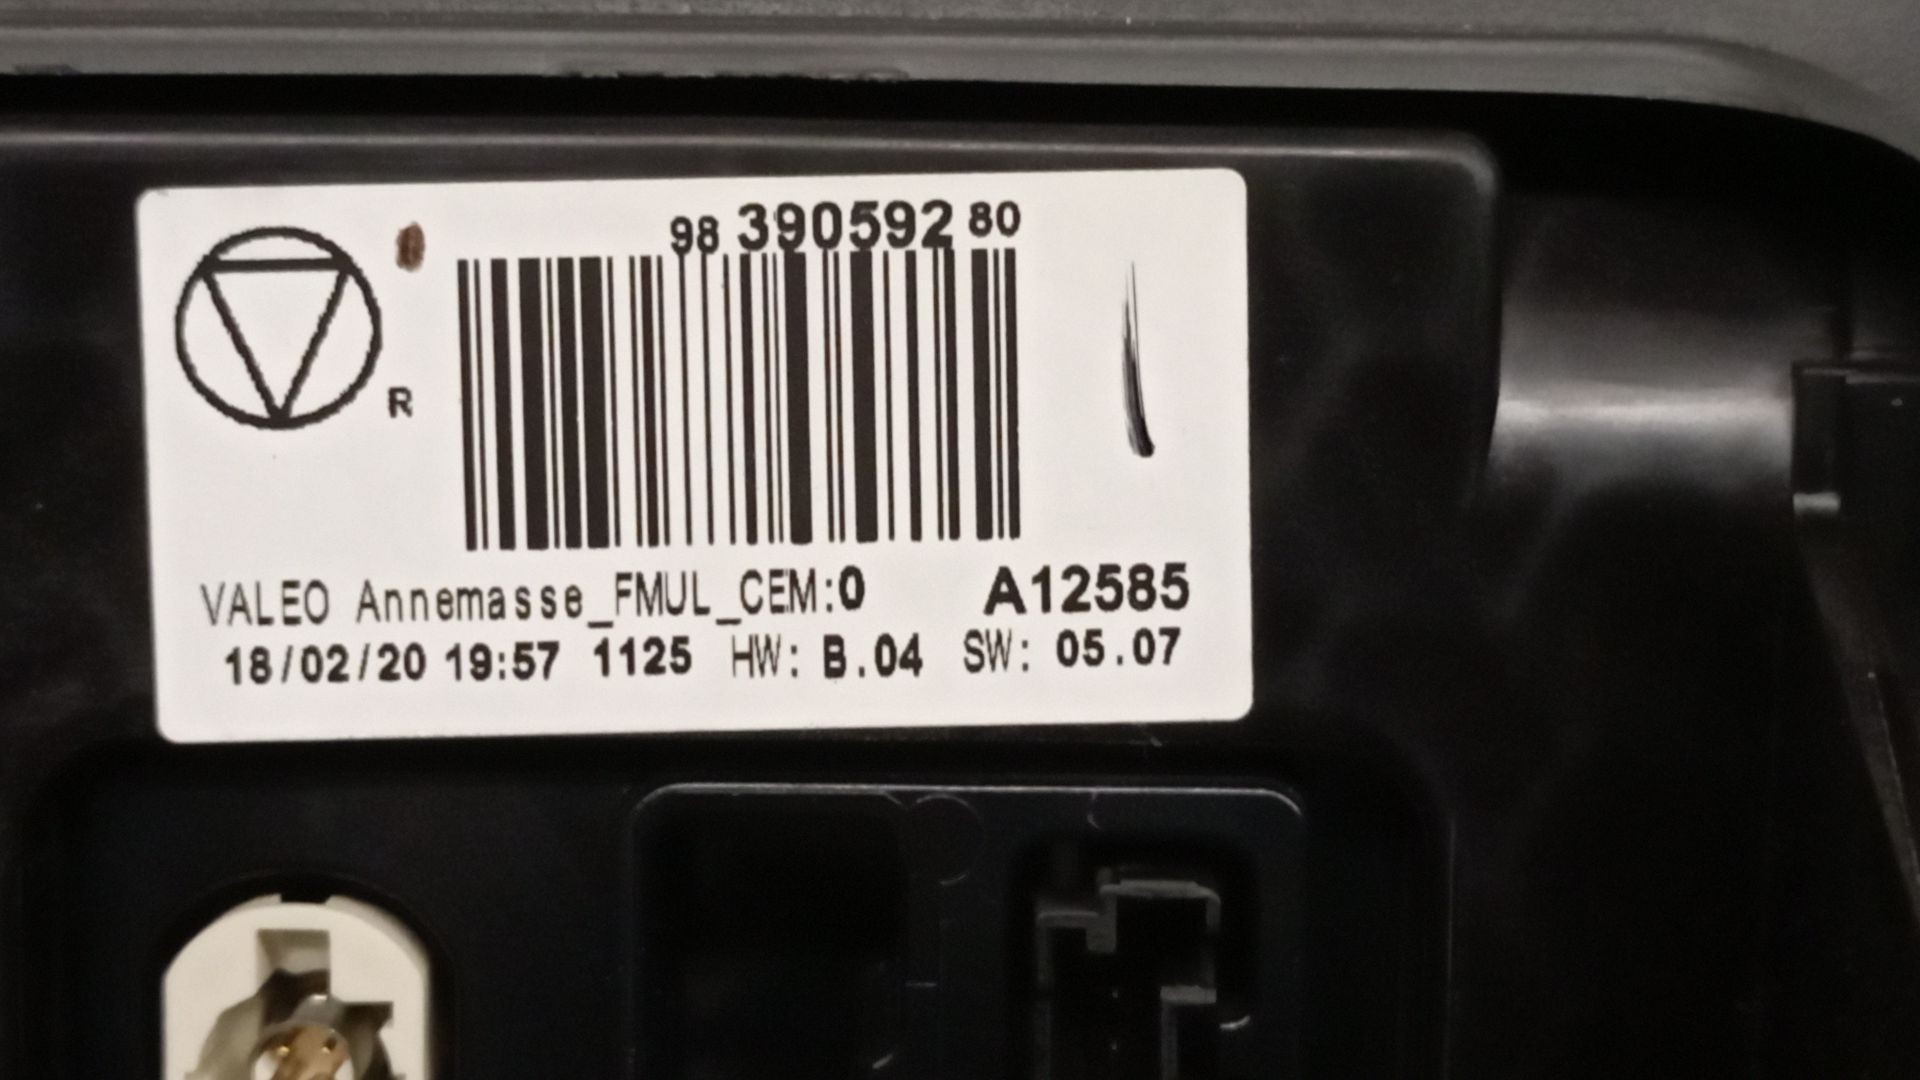 98 390592 80
R
VALEO Annemasse_FMUL_CEM:0 A12585
18/02/20 19:57 1125 HW: B.04 SW: 05.07